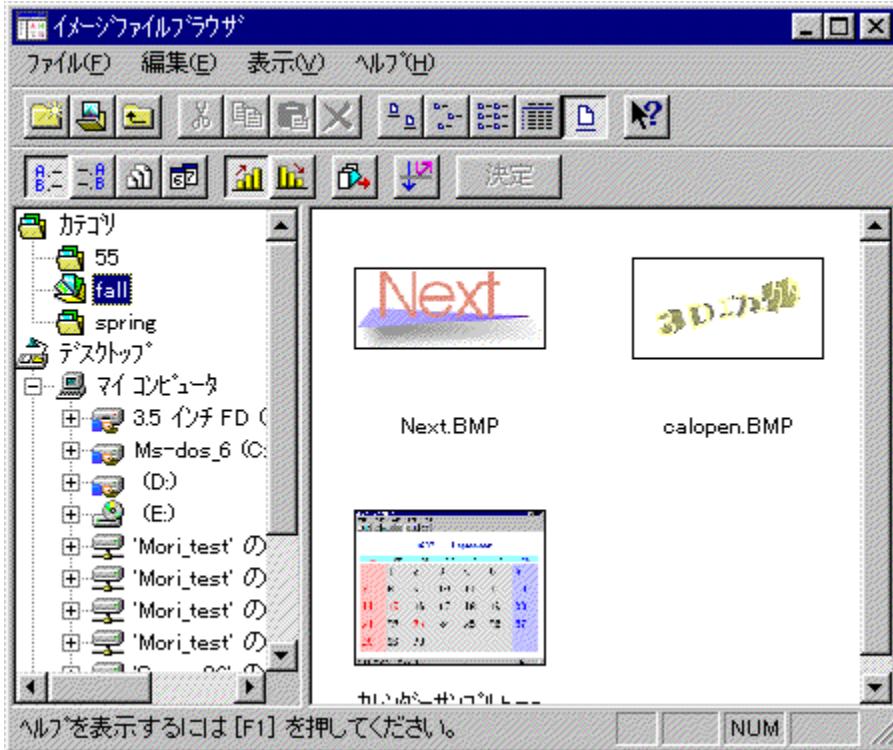 イメージファイルブラウザ
ファイル(F) 編集(E) 表示(V) ヘルプ(H)
決定
カテゴリ
55
fall
spring
デスクトップ
マイ コンピュータ
3.5 インチ FD (
Ms-dos_6 (C:
(D:)
(E:)
'Mori_test' の
'Mori_test' の
'Mori_test' の
'Mori_test' の
Next
Next.BMP
calopen.BMP
ヘルプを表示するには [F1] を押してください。
NUM